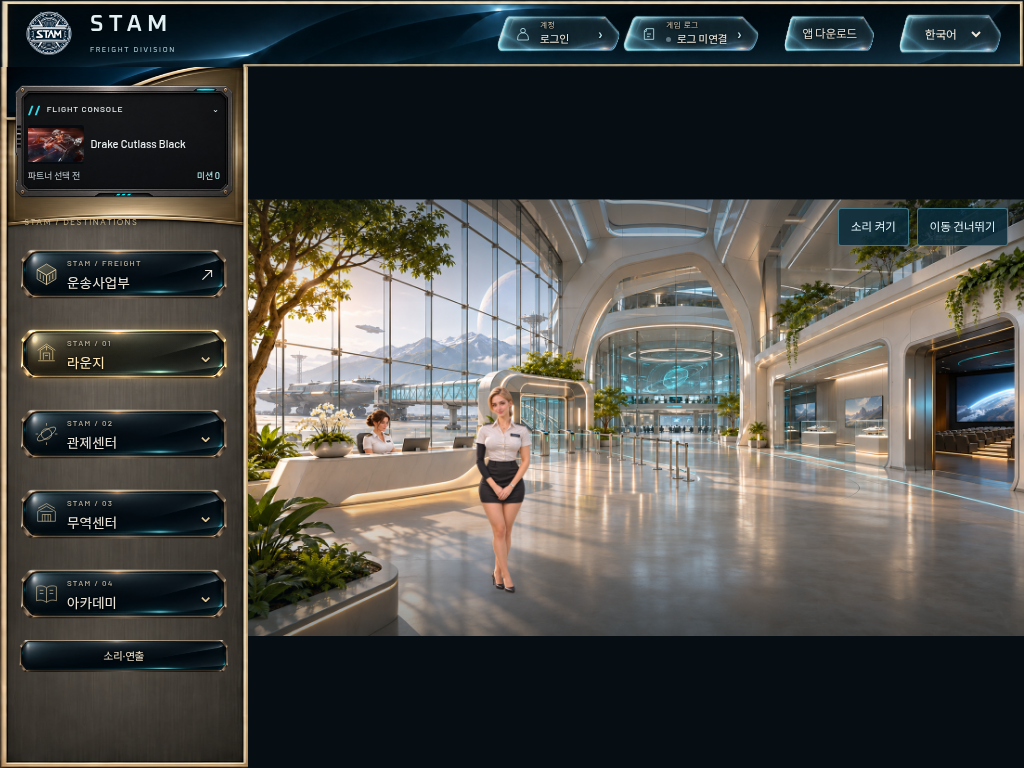 STAM
STAM
FREIGHT DIVISION
계정
로그인
게임 로그
로그 미연결
앱 다운로드
한국어
// FLIGHT CONSOLE
Drake Cutlass Black
파트너 선택 전
미션 0
STAM / DESTINATIONS
STAM / FREIGHT
운송사업부
STAM / 01
라운지
STAM / 02
관제센터
STAM / 03
무역센터
STAM / 04
아카데미
소리·연출
소리 켜기
이동 건너뛰기